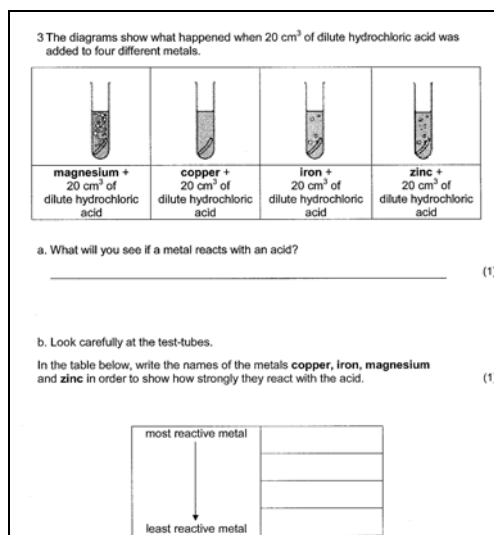 3 The diagrams show what happened when 20 cm³ of dilute hydrochloric acid was
added to four different metals.
magnesium +
20 cm³ of
dilute hydrochloric
acid
copper +
20 cm³ of
dilute hydrochloric
acid
iron +
20 cm³ of
dilute hydrochloric
acid
zinc +
20 cm³ of
dilute hydrochloric
acid
a. What will you see if a metal reacts with an acid?
(1)
b. Look carefully at the test-tubes.
In the table below, write the names of the metals copper, iron, magnesium
and zinc in order to show how strongly they react with the acid.
(1)
most reactive metal
least reactive metal